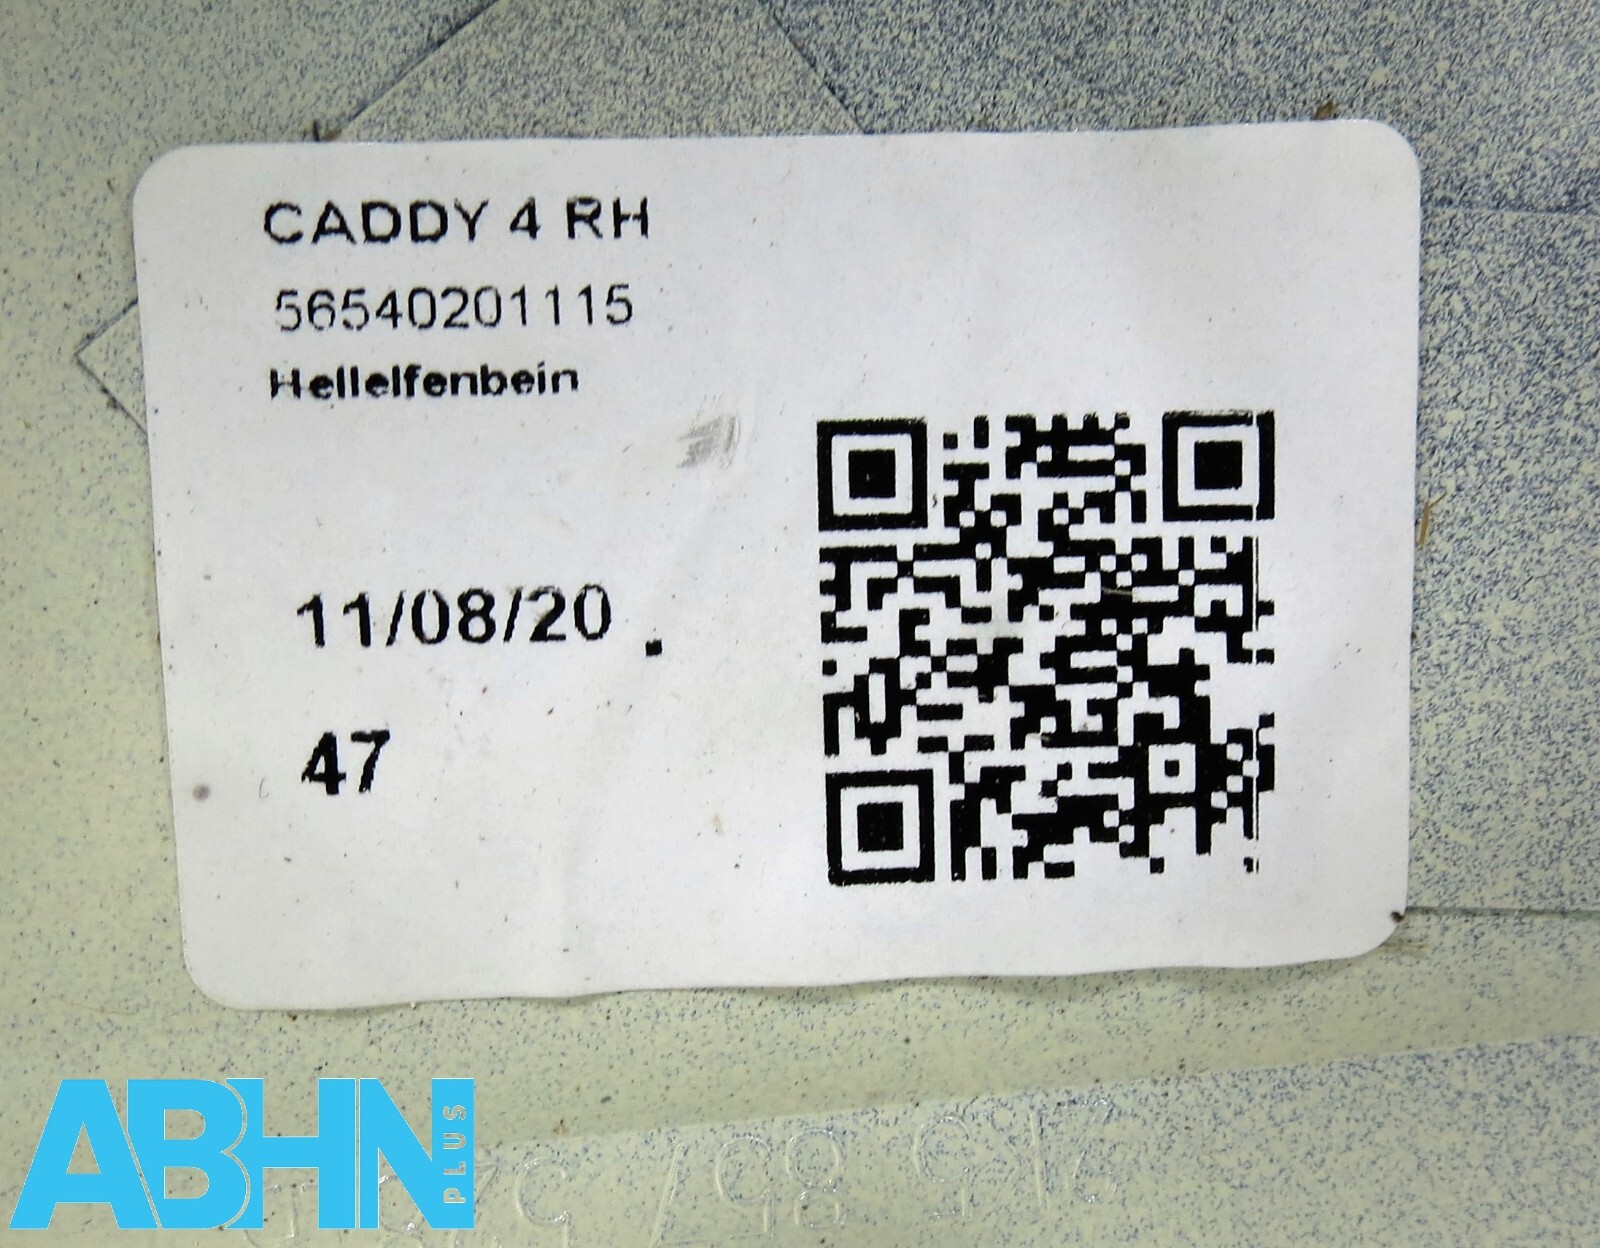 CADDY 4 RH
56540201115
Hellelfenbein
11/08/20 .
47
ABHN
PLUS